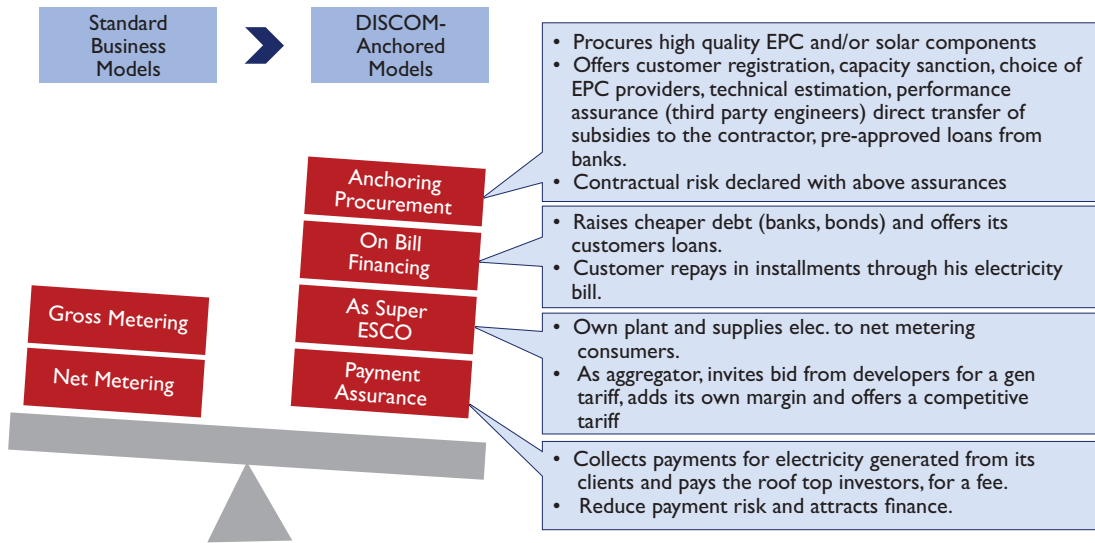 Standard
Business
Models
DISCOM-
Anchored
Models
Anchoring
Procurement
On Bill
Financing
As Super
ESCO
Payment
Assurance
Gross Metering
Net Metering
• Procures high quality EPC and/or solar components
• Offers customer registration, capacity sanction, choice of
EPC providers, technical estimation, performance
assurance (third party engineers) direct transfer of
subsidies to the contractor, pre-approved loans from
banks.
• Contractual risk declared with above assurances
• Raises cheaper debt (banks, bonds) and offers its
customers loans.
• Customer repays in installments through his electricity
bill.
• Own plant and supplies elec. to net metering
consumers.
• As aggregator, invites bid from developers for a gen
tariff, adds its own margin and offers a competitive
tariff
• Collects payments for electricity generated from its
clients and pays the roof top investors, for a fee.
• Reduce payment risk and attracts finance.